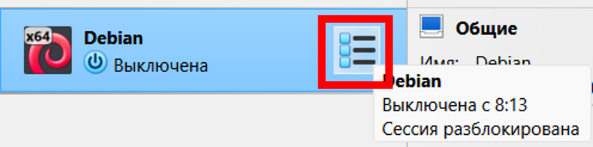 x64
Debian
Выключена
Общие
Имя: Debian
Debian
Выключена с 8:13
Сессия разблокирована